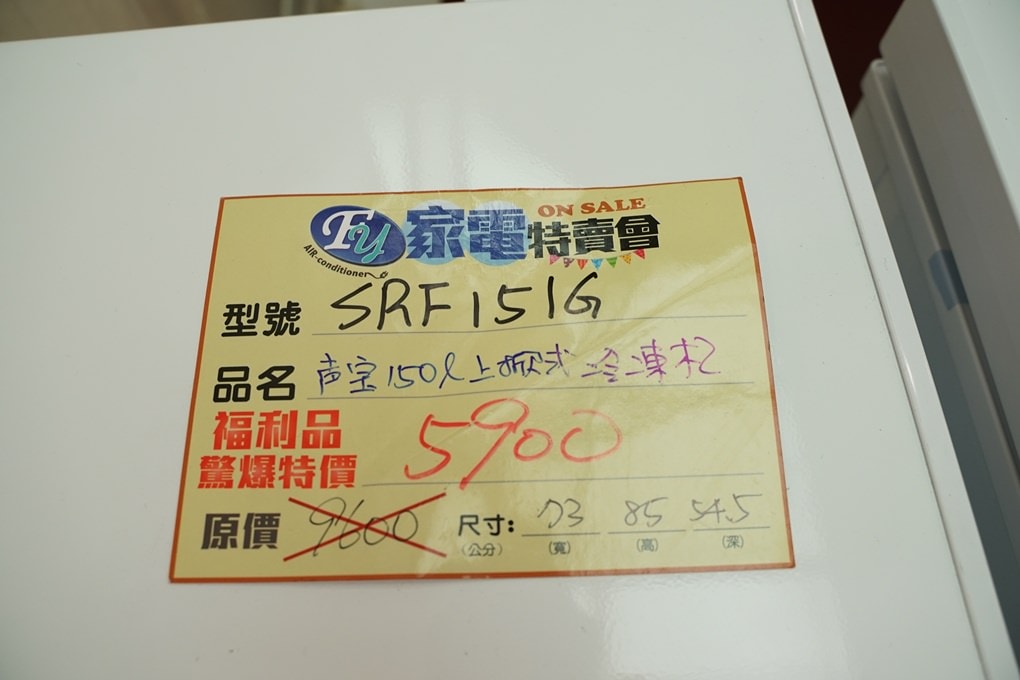 Fy 家電特賣會 ON SALE
AIR-conditioner
型號 SRF151G
品名 声宝150l上掀式冷凍柜
福利品 驚爆特價 5900
原價 9600 尺寸: 73 85 54.5
(公分) (寬) (高) (深)